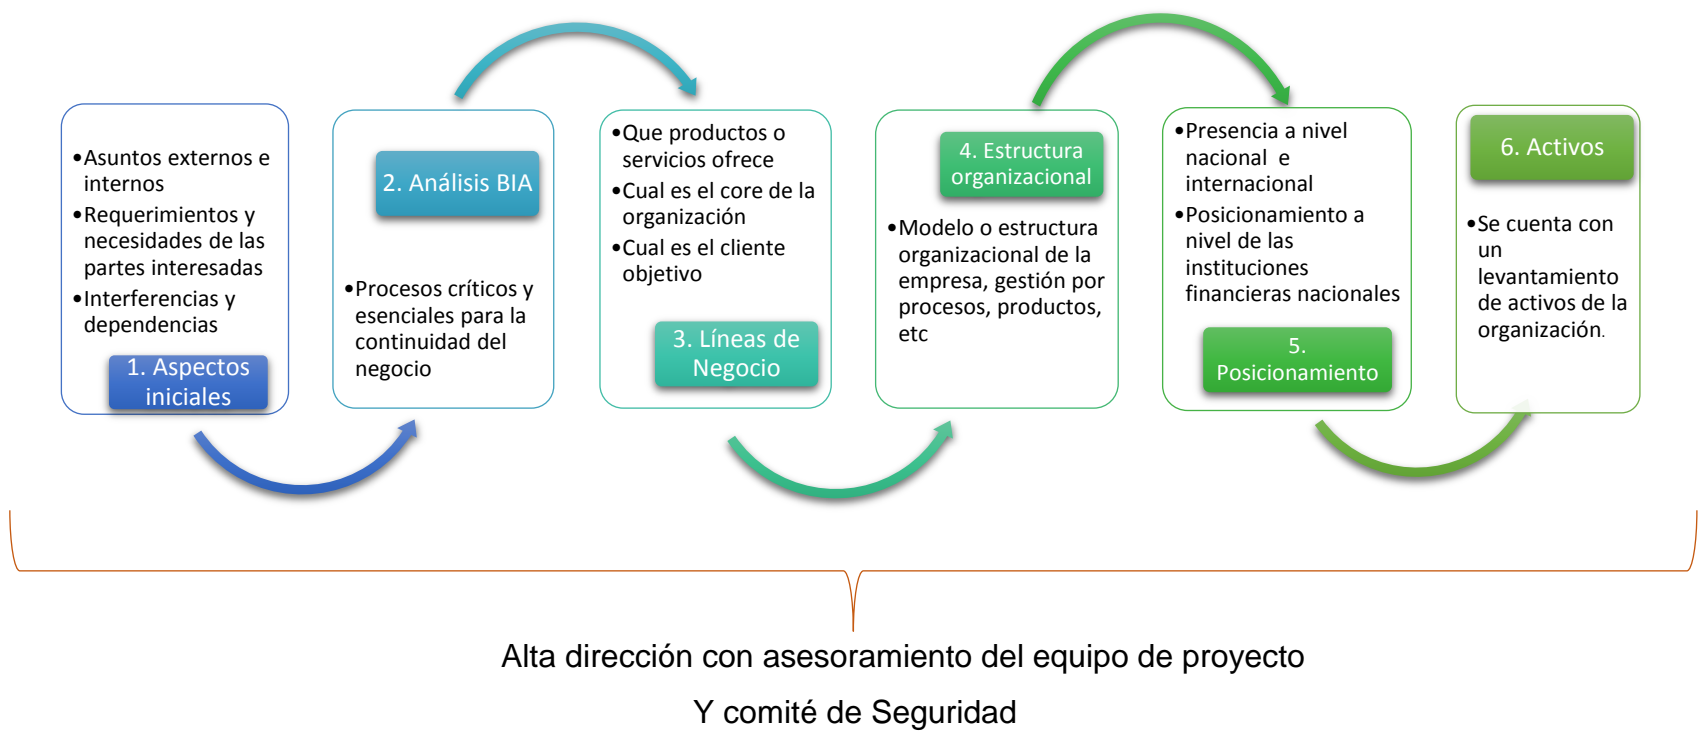 •Asuntos externos e
internos
•Requerimientos y
necesidades de las
partes interesadas
•Interferencias y
dependencias
1. Aspectos
iniciales
2. Análisis BIA
•Procesos críticos y
esenciales para la
continuidad del
negocio
•Que productos o
servicios ofrece
•Cual es el core de la
organización
•Cual es el cliente
objetivo
3. Líneas de
Negocio
4. Estructura
organizacional
•Modelo o estructura
organizacional de la
empresa, gestión por
procesos, productos,
etc
•Presencia a nivel
nacional e
internacional
•Posicionamiento a
nivel de las
instituciones
financieras nacionales
5.
Posicionamiento
6. Activos
•Se cuenta con
un
levantamiento
de activos de la
organización.
Alta dirección con asesoramiento del equipo de proyecto
Y comité de Seguridad